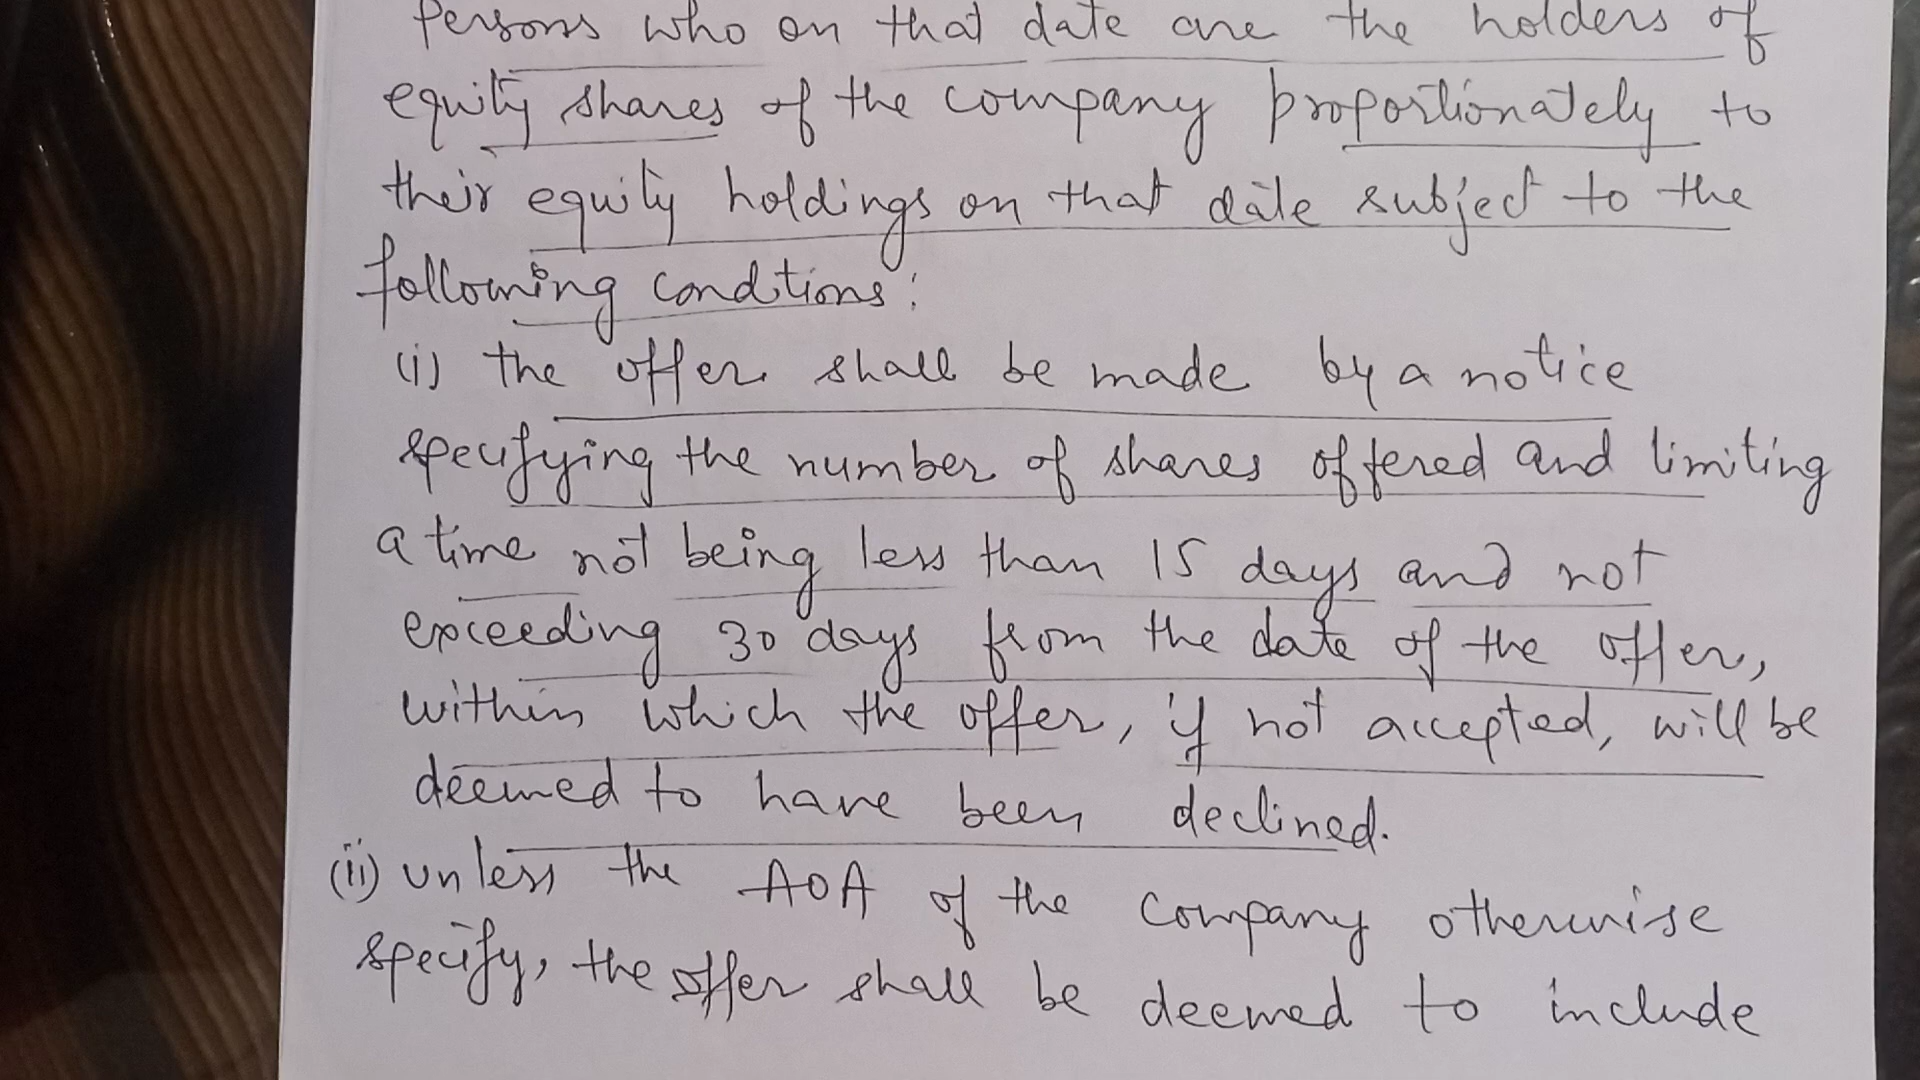 persons who on that date are the holders of
equity shares of the company proportionately to
their equity holdings on that date subject to the
following conditions:
(i) the offer shall be made by a notice
specifying the number of shares offered and limiting
a time not being less than 15 days and not
exceeding 30 days from the date of the offer,
within which the offer, if not accepted, will be
deemed to have been declined.
(ii) unless the AOA of the company otherwise
specify, the offer shall be deemed to include